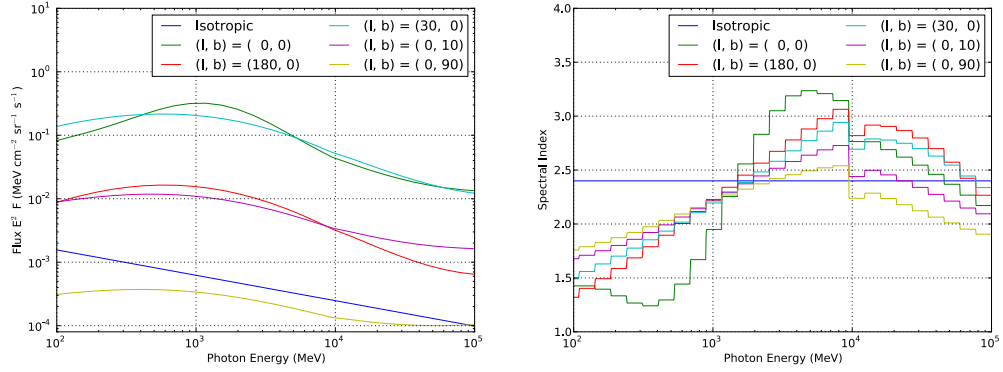 Isotropic
(l, b) = ( 0, 0)
(l, b) = (180, 0)
(l, b) = (30, 0)
(l, b) = ( 0, 10)
(l, b) = ( 0, 90)
Flux E² F (MeV cm⁻² sr⁻¹ s⁻¹)
10¹
10⁰
10⁻¹
10⁻²
10⁻³
10⁻⁴
10² 10³ 10⁴ 10⁵
Photon Energy (MeV)
Isotropic
(l, b) = ( 0, 0)
(l, b) = (180, 0)
(l, b) = (30, 0)
(l, b) = ( 0, 10)
(l, b) = ( 0, 90)
Spectral Index
4.0
3.5
3.0
2.5
2.0
1.5
1.0
10² 10³ 10⁴ 10⁵
Photon Energy (MeV)